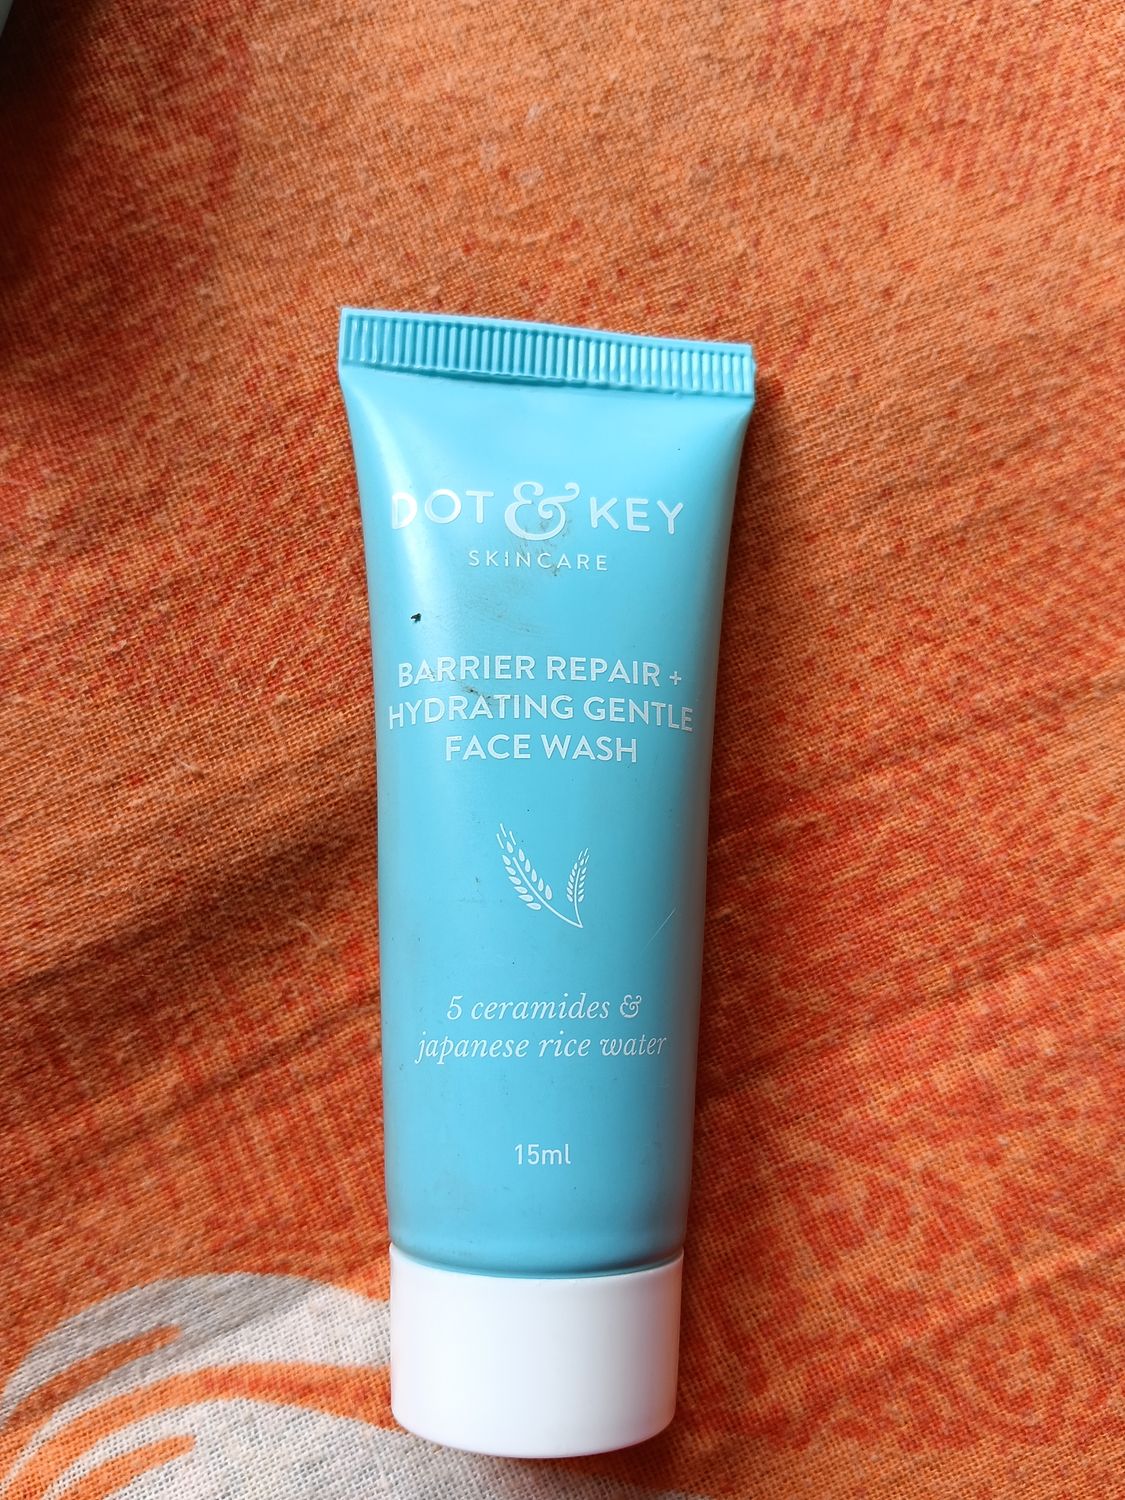 DOT & KEY
SKINCARE
BARRIER REPAIR +
HYDRATING GENTLE
FACE WASH
5 ceramides &
japanese rice water
15ml